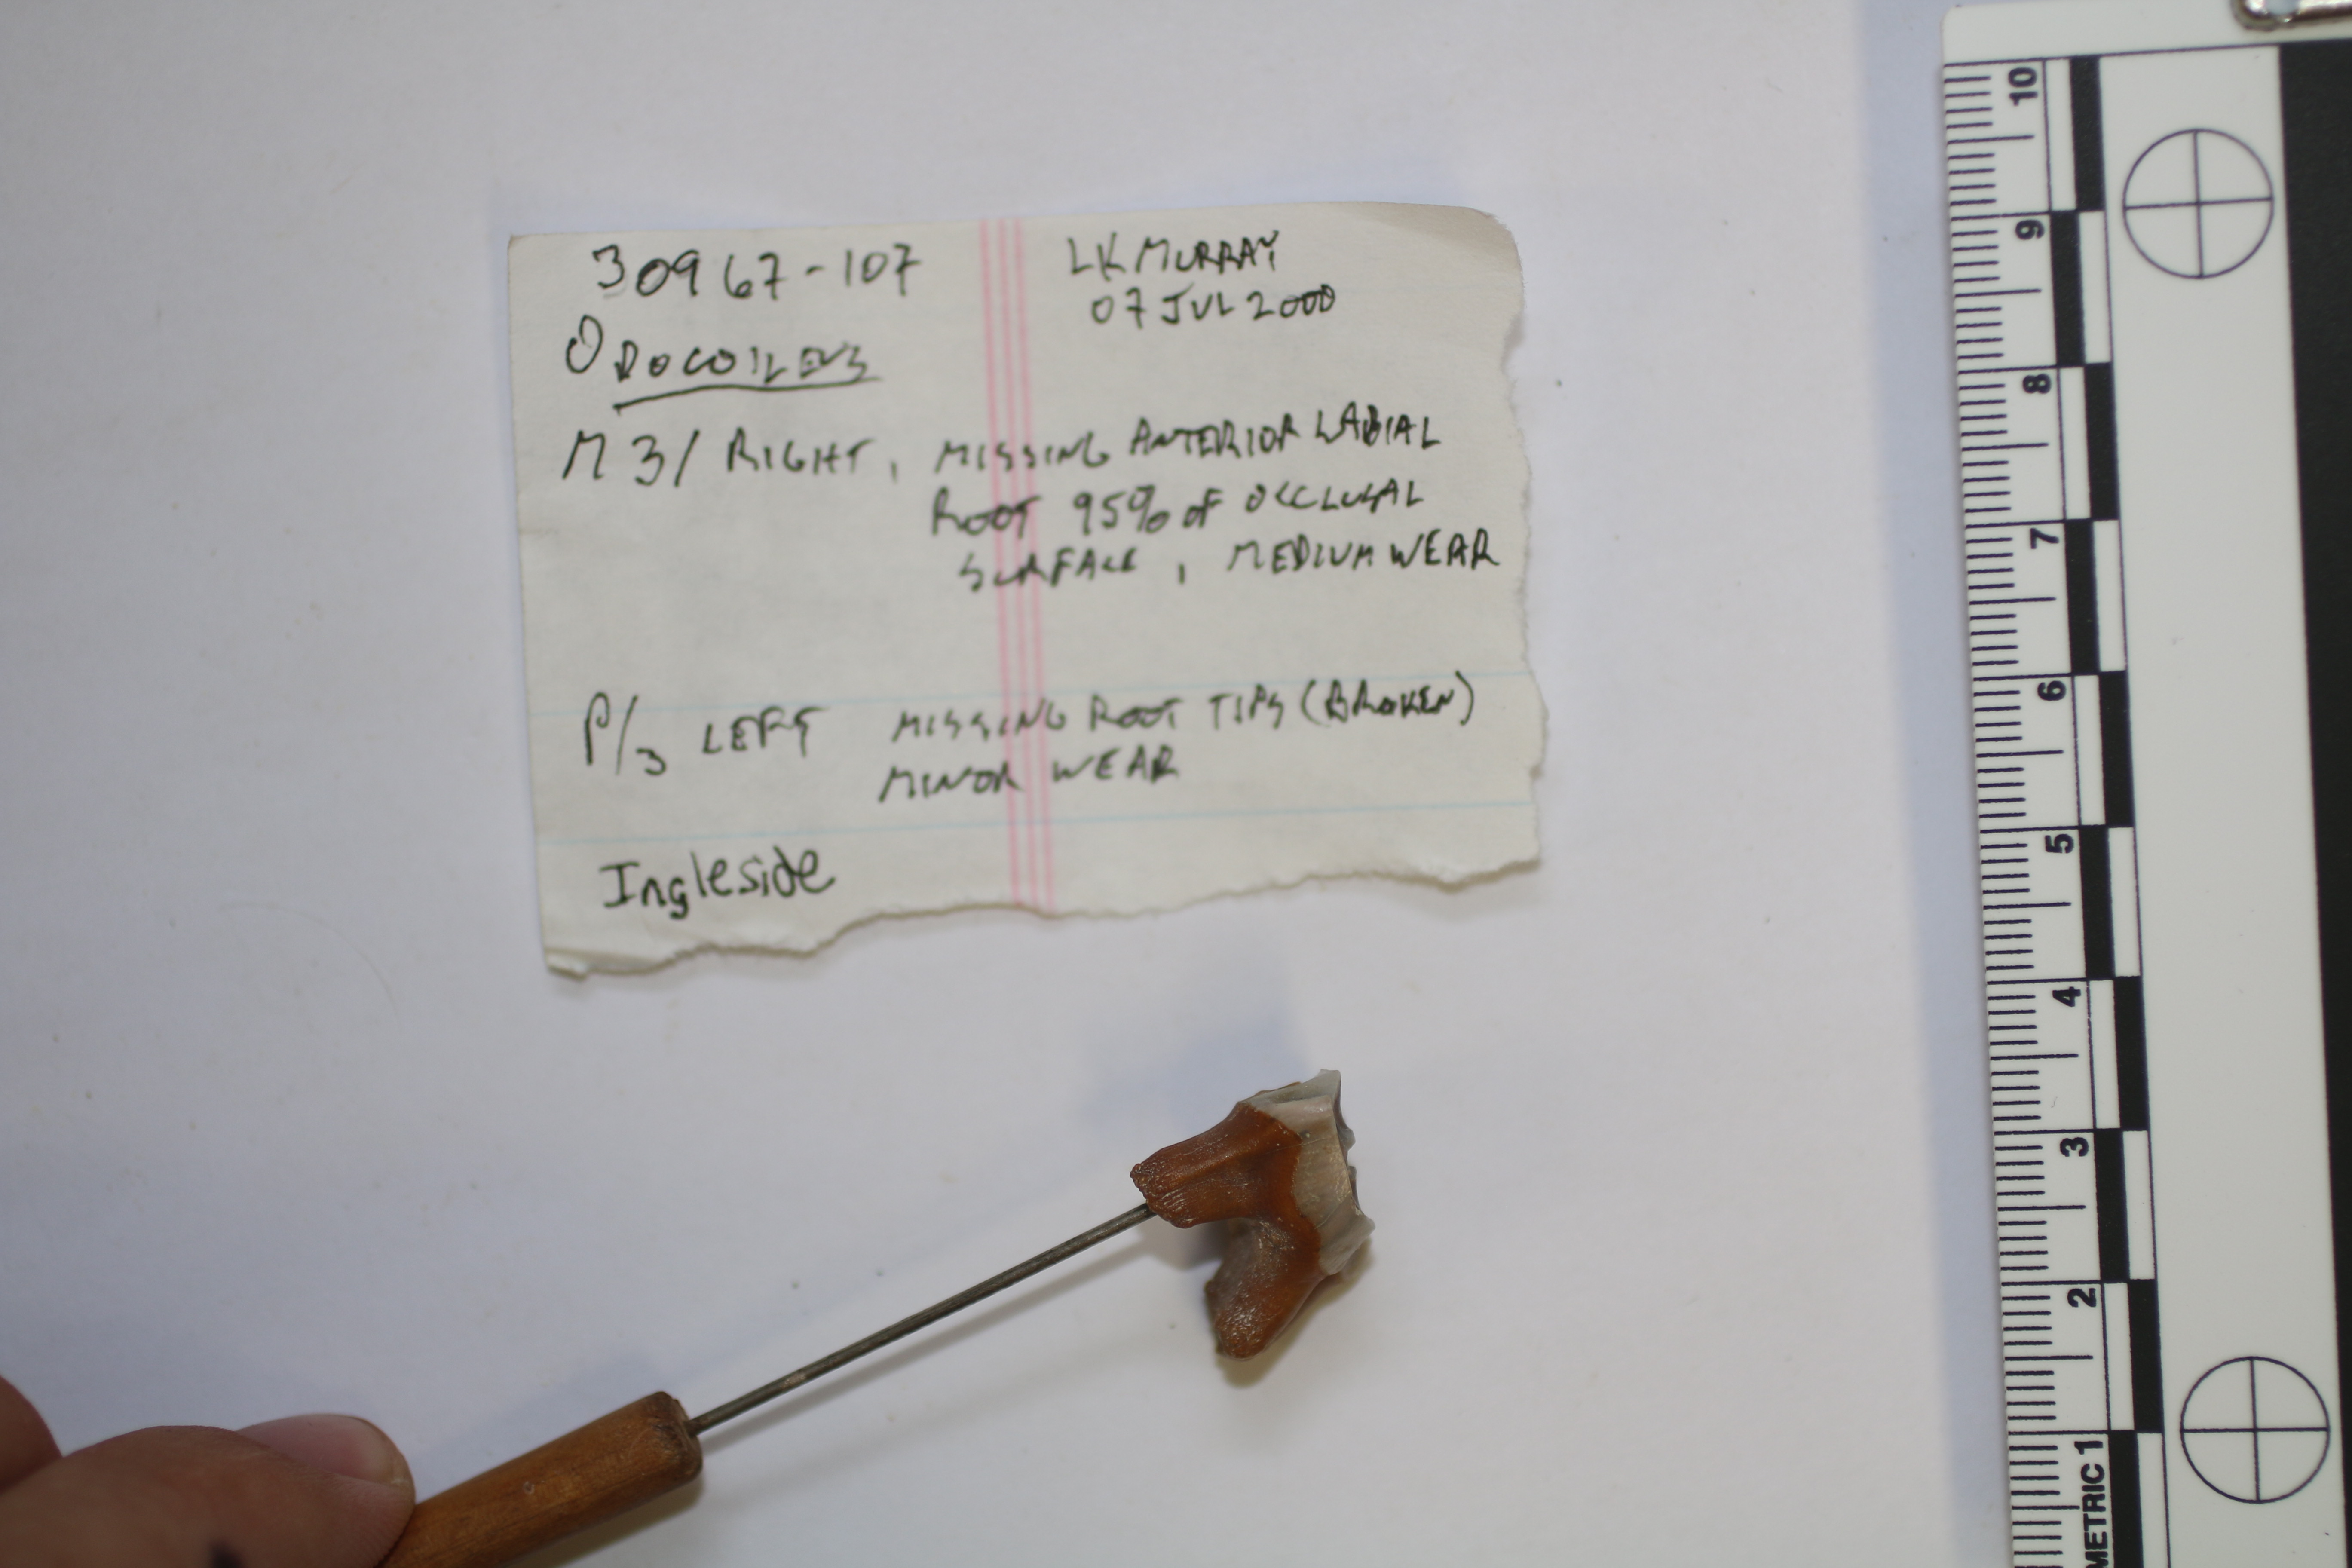 30967-107 LK MURRAY
07 JUL 2000
ODOCOILEUS
M3/ RIGHT, MISSING ANTERIOR LABIAL
ROOT 95% OF OCCLUSAL
SURFACE, MEDIUM WEAR
P/3 LEFT MISSING ROOT TIPS (BROKEN)
MINOR WEAR
Ingleside
METRIC 1 2 3 4 5 6 7 8 9 10